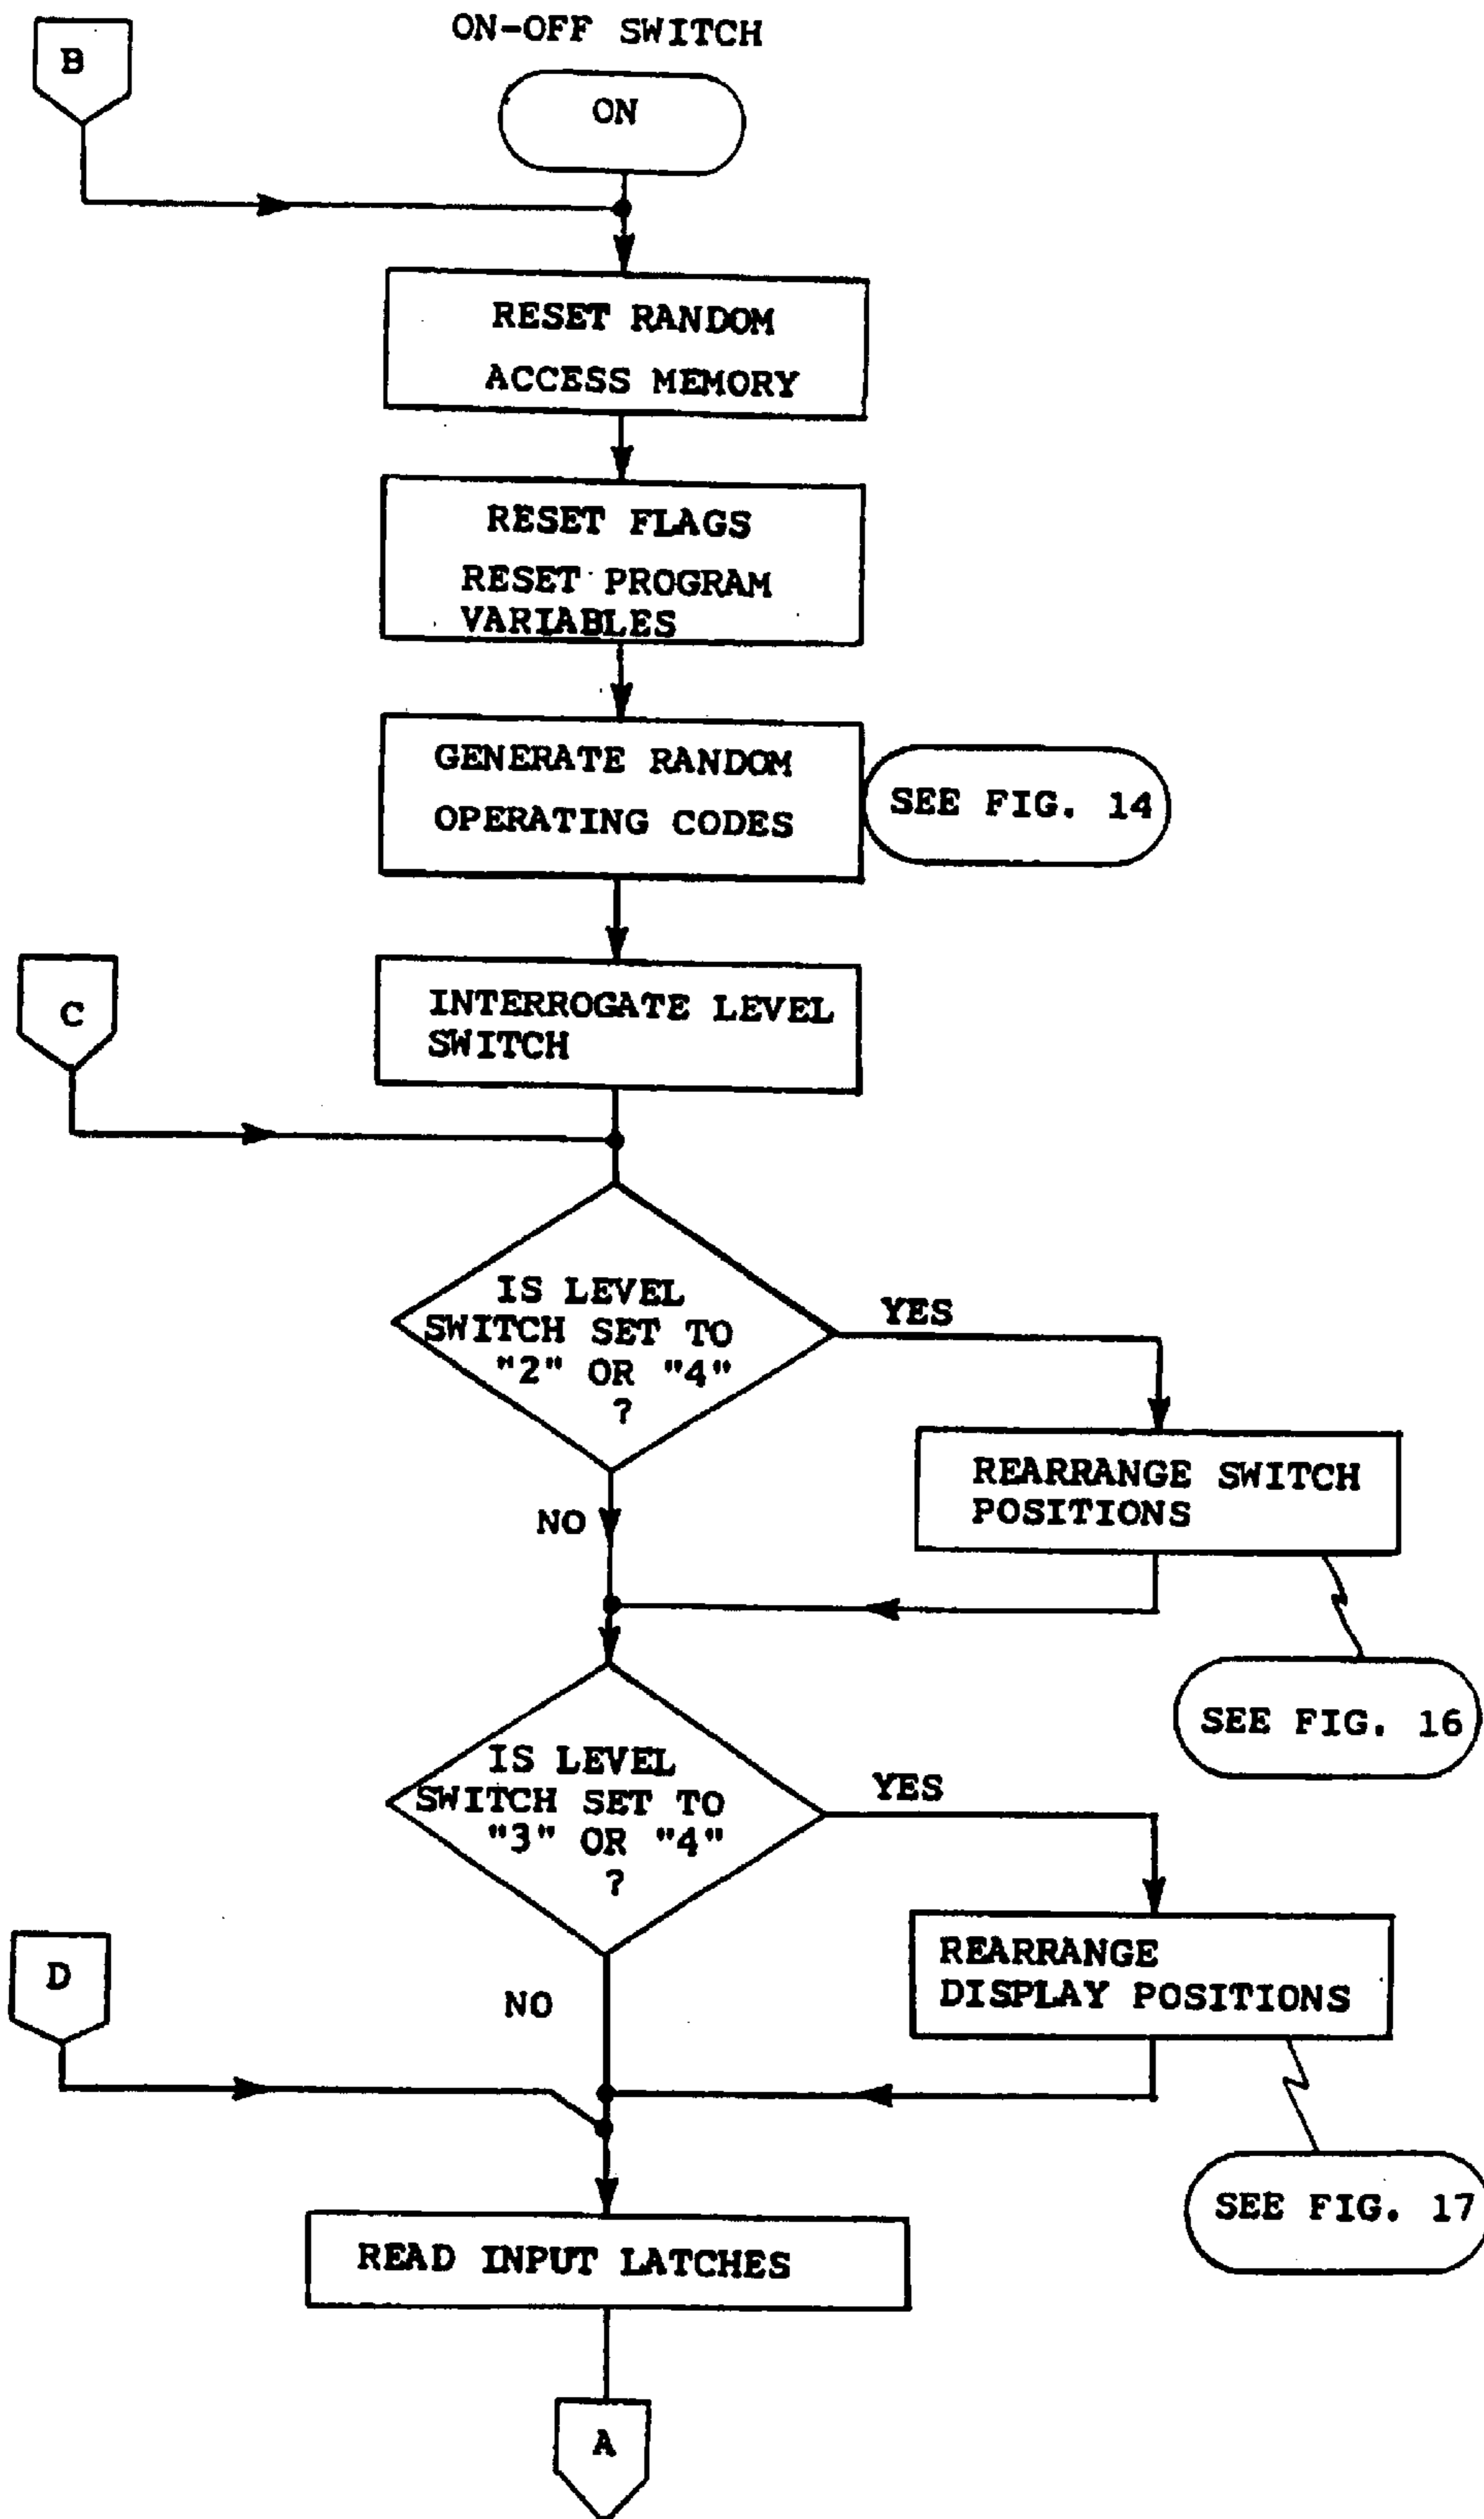 B
ON-OFF SWITCH
ON
RESET RANDOM
ACCESS MEMORY
RESET FLAGS
RESET PROGRAM
VARIABLES
GENERATE RANDOM
OPERATING CODES
SEE FIG. 14
C
INTERROGATE LEVEL
SWITCH
IS LEVEL
SWITCH SET TO
"2" OR "4"
?
YES
NO
REARRANGE SWITCH
POSITIONS
SEE FIG. 16
IS LEVEL
SWITCH SET TO
"3" OR "4"
?
YES
NO
REARRANGE
DISPLAY POSITIONS
D
SEE FIG. 17
READ INPUT LATCHES
A